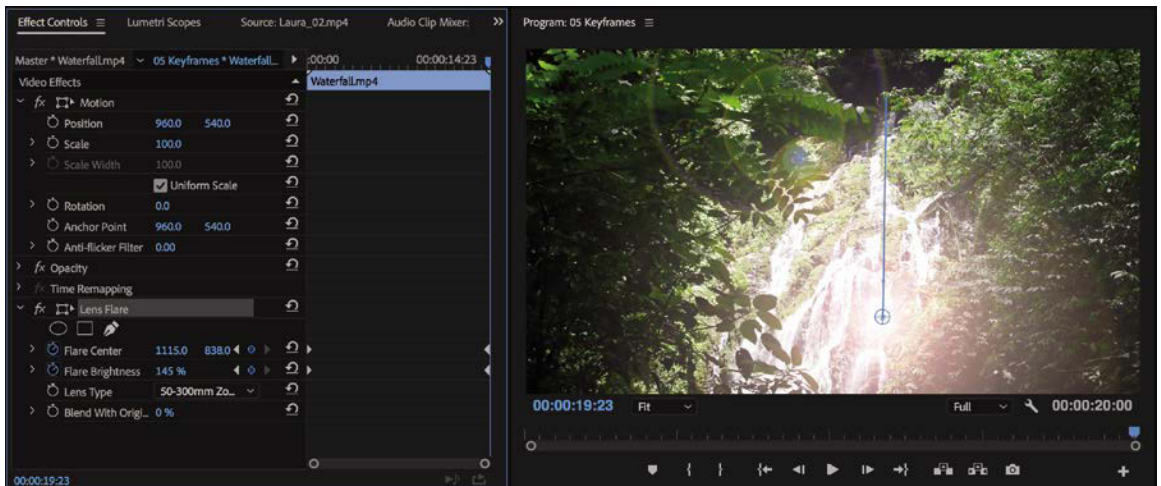 Effect Controls Lumetri Scopes Source: Laura_02.mp4 Audio Clip Mixer: Program: 05 Keyframes
Master * Waterfall.mp4 05 Keyframes * Waterfall... :00:00 00:00:14:23
Video Effects Waterfall.mp4
fx Motion
Position 960.0 540.0
Scale 100.0
Scale Width 100.0
Uniform Scale
Rotation 0.0
Anchor Point 960.0 540.0
Anti-flicker Filter 0.00
fx Opacity
fx Time Remapping
fx Lens Flare
Flare Center 1115.0 838.0
Flare Brightness 145 %
Lens Type 50-300mm Zo...
Blend With Origi... 0 %
00:00:19:23
00:00:19:23 Fit Full 00:00:20:00